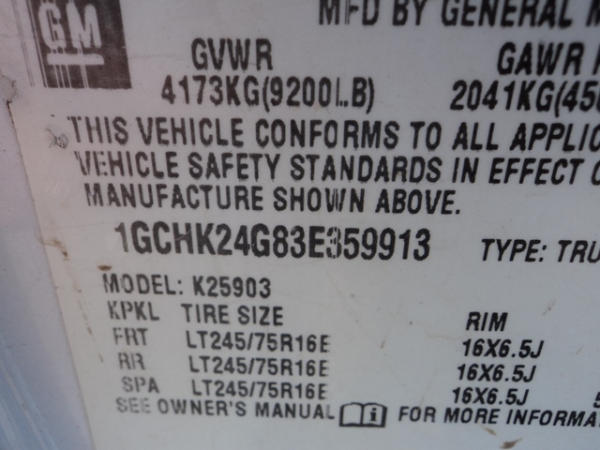 MFD BY GENERAL M
GM
GVWR GAWR
4173KG(9200LB) 2041KG(450
THIS VEHICLE CONFORMS TO ALL APPLIC
VEHICLE SAFETY STANDARDS IN EFFECT
MANUFACTURE SHOWN ABOVE.
1GCHK24G83E359913 TYPE: TRU
MODEL: K25903
KPKL TIRE SIZE RIM
FRT LT245/75R16E 16X6.5J
RR LT245/75R16E 16X6.5J
SPA LT245/75R16E 16X6.5J
SEE OWNER'S MANUAL i FOR MORE INFORMA